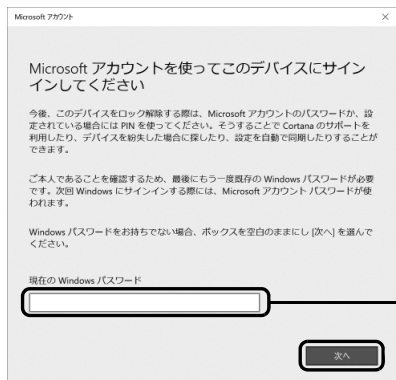 Microsoft アカウント
Microsoft アカウントを使ってこのデバイスにサイン
インしてください
今後、このデバイスをロック解除する際は、Microsoft アカウントのパスワードか、設
定されている場合には PIN を使ってください。そうすることで Cortana のサポートを
利用したり、デバイスを紛失した場合に探したり、設定を自動で同期したりすることが
できます。
ご本人であることを確認するため、最後にもう一度既存の Windows パスワードが必要
です。次回 Windows にサインインする際には、Microsoft アカウント パスワードが使
われます。
Windows パスワードをお持ちでない場合、ボックスを空白のままにし [次へ] を選んで
ください。
現在の Windows パスワード
次へ